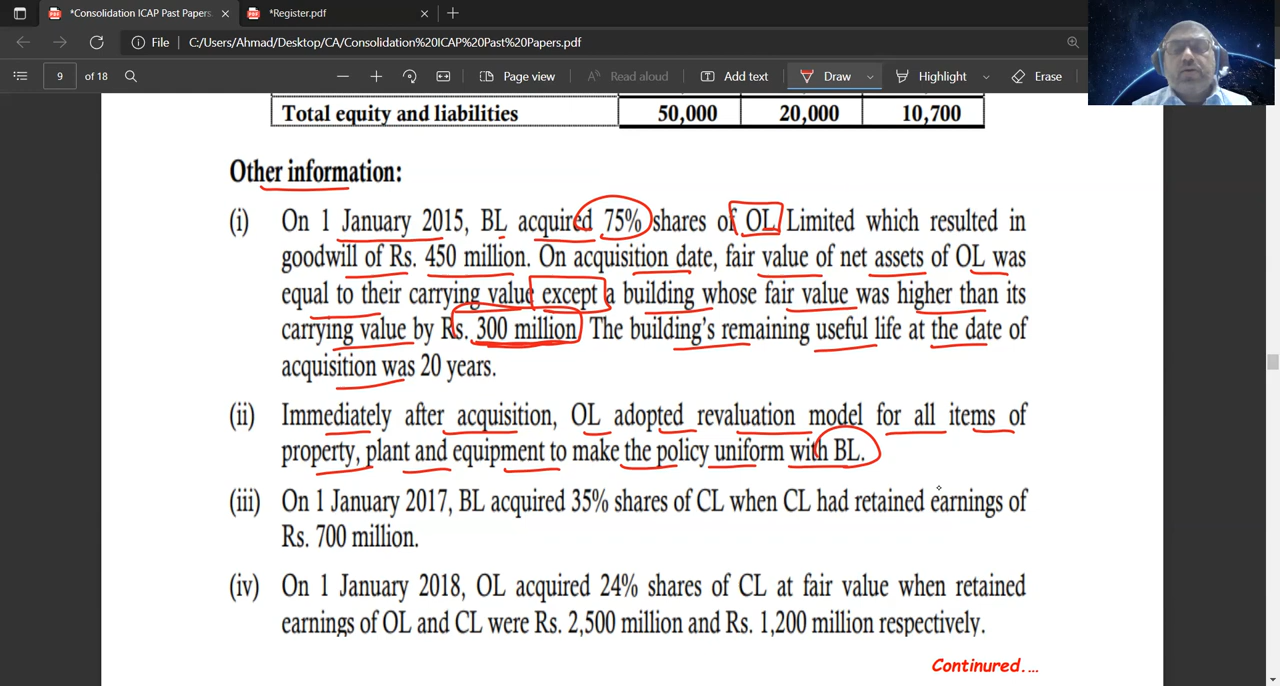 *Consolidation ICAP Past Papers.
*Register.pdf
File
C:/Users/Ahmad/Desktop/CA/Consolidation%20ICAP%20Past%20Papers.pdf
9 of 18
Page view
Read aloud
Add text
Draw
Highlight
Erase
Total equity and liabilities 50,000 20,000 10,700
Other information:
(i) On 1 January 2015, BL acquired 75% shares of OL Limited which resulted in
goodwill of Rs. 450 million. On acquisition date, fair value of net assets of OL was
equal to their carrying value except a building whose fair value was higher than its
carrying value by Rs. 300 million The building's remaining useful life at the date of
acquisition was 20 years.
(ii) Immediately after acquisition, OL adopted revaluation model for all items of
property, plant and equipment to make the policy uniform with BL.
(iii) On 1 January 2017, BL acquired 35% shares of CL when CL had retained earnings of
Rs. 700 million.
(iv) On 1 January 2018, OL acquired 24% shares of CL at fair value when retained
earnings of OL and CL were Rs. 2,500 million and Rs. 1,200 million respectively.
Continured....